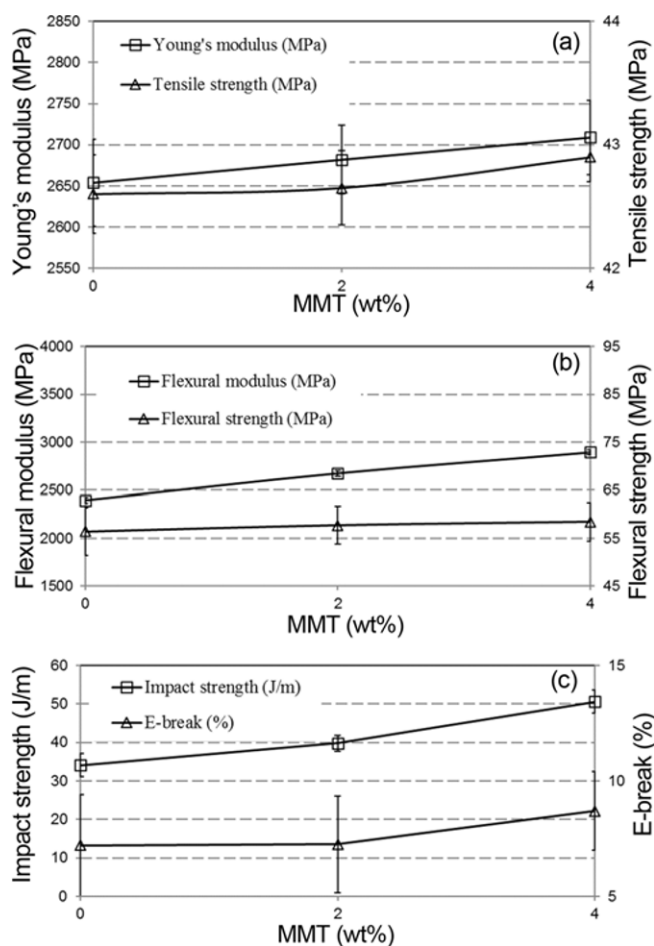 (a)
Young's modulus (MPa)
Tensile strength (MPa)
Young's modulus (MPa)
2850
2800
2750
2700
2650
2600
2550
44
43
42
Tensile strength (MPa)
0 2 4
MMT (wt%)
(b)
Flexural modulus (MPa)
Flexural strength (MPa)
Flexural modulus (MPa)
4000
3500
3000
2500
2000
1500
95
85
75
65
55
45
Flexural strength (MPa)
0 2 4
MMT (wt%)
(c)
Impact strength (J/m)
E-break (%)
Impact strength (J/m)
60
50
40
30
20
10
0
15
10
5
E-break (%)
0 2 4
MMT (wt%)